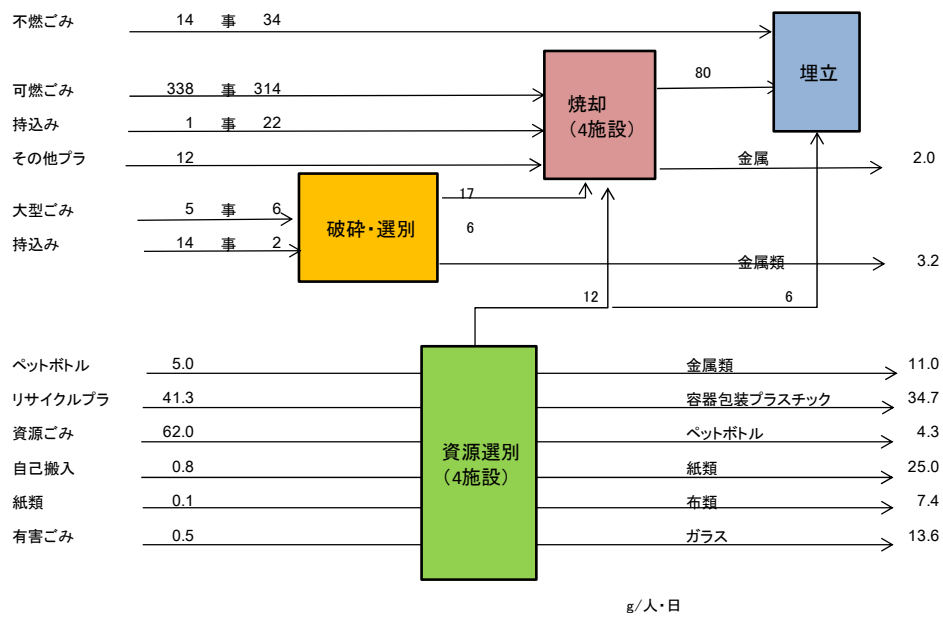 不燃ごみ 14 事 34
埋立
80
可燃ごみ 338 事 314
焼却
(4施設)
持込み 1 事 22
その他プラ 12
金属 2.0
大型ごみ 5 事 6
17
破砕・選別
6
持込み 14 事 2
金属類 3.2
12 6
ペットボトル 5.0 金属類 11.0
リサイクルプラ 41.3 容器包装プラスチック 34.7
資源ごみ 62.0 ペットボトル 4.3
資源選別
(4施設)
自己搬入 0.8 紙類 25.0
紙類 0.1 布類 7.4
有害ごみ 0.5 ガラス 13.6
g/人・日